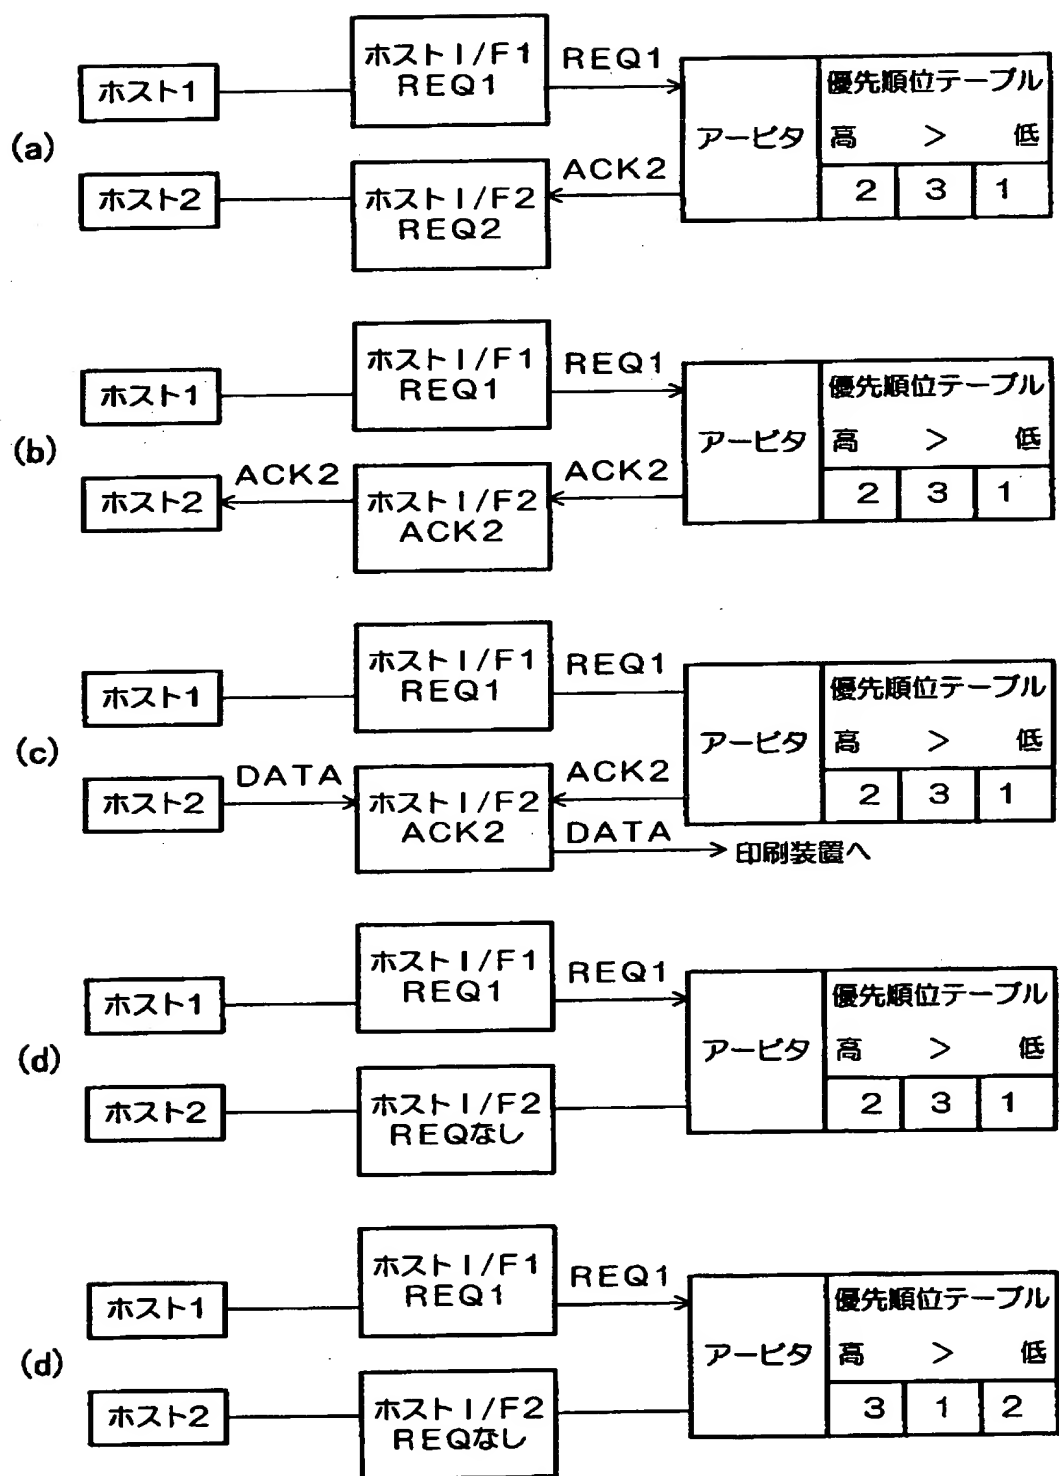 (a)
ホスト1
ホストI/F1
REQ1
REQ1
ホスト2
ホストI/F2
REQ2
ACK2
アービタ
優先順位テーブル
高 > 低
2 3 1
(b)
ホスト1
ホストI/F1
REQ1
REQ1
ホスト2
ACK2
ホストI/F2
ACK2
ACK2
アービタ
優先順位テーブル
高 > 低
2 3 1
(c)
ホスト1
ホストI/F1
REQ1
REQ1
ホスト2
DATA
ホストI/F2
ACK2
ACK2
DATA
印刷装置へ
アービタ
優先順位テーブル
高 > 低
2 3 1
(d)
ホスト1
ホストI/F1
REQ1
REQ1
ホスト2
ホストI/F2
REQなし
アービタ
優先順位テーブル
高 > 低
2 3 1
(d)
ホスト1
ホストI/F1
REQ1
REQ1
ホスト2
ホストI/F2
REQなし
アービタ
優先順位テーブル
高 > 低
3 1 2